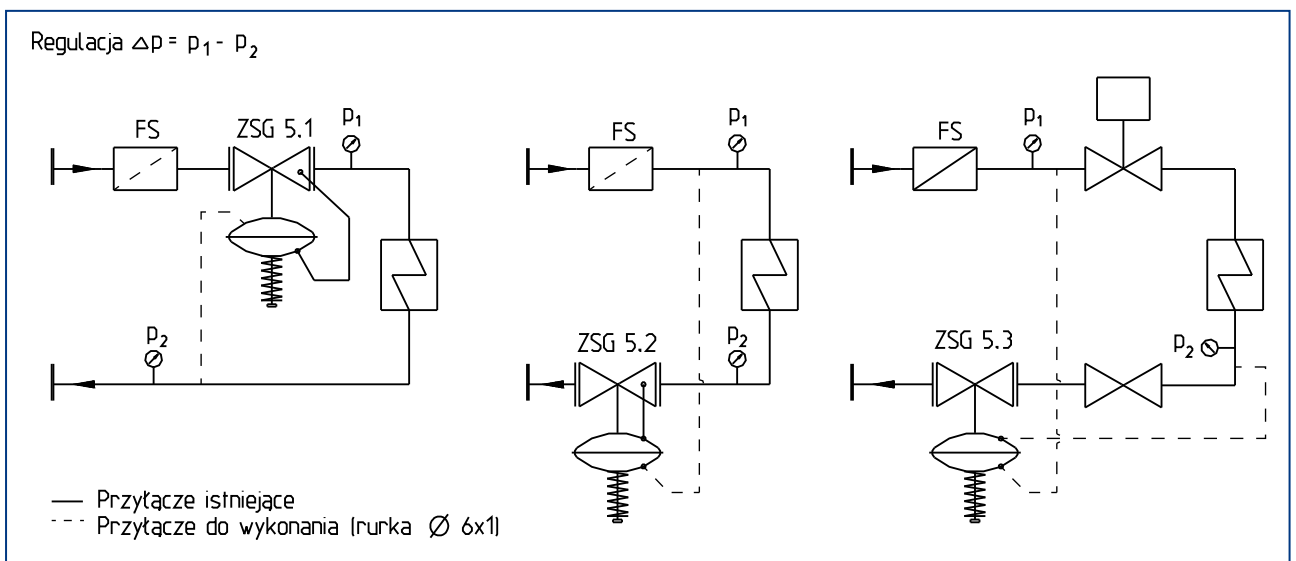 Regulacja Δp = p₁ - p₂
FS
ZSG 5.1
p₁
p₂
FS
p₁
ZSG 5.2
p₂
FS
p₁
ZSG 5.3
p₂
Przyłącze istniejące
Przyłącze do wykonania (rurka Ø 6x1)